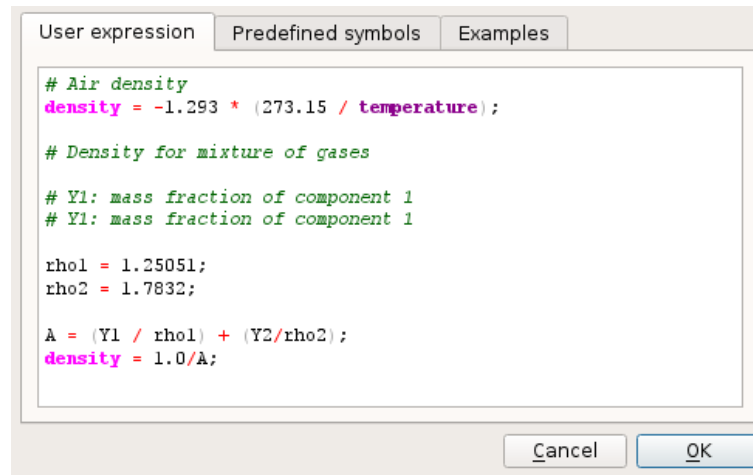 User expression
Predefined symbols
Examples
# Air density
density = -1.293 * (273.15 / temperature);
# Density for mixture of gases
# Y1: mass fraction of component 1
# Y1: mass fraction of component 1
rho1 = 1.25051;
rho2 = 1.7832;
A = (Y1 / rho1) + (Y2/rho2);
density = 1.0/A;
Cancel
OK